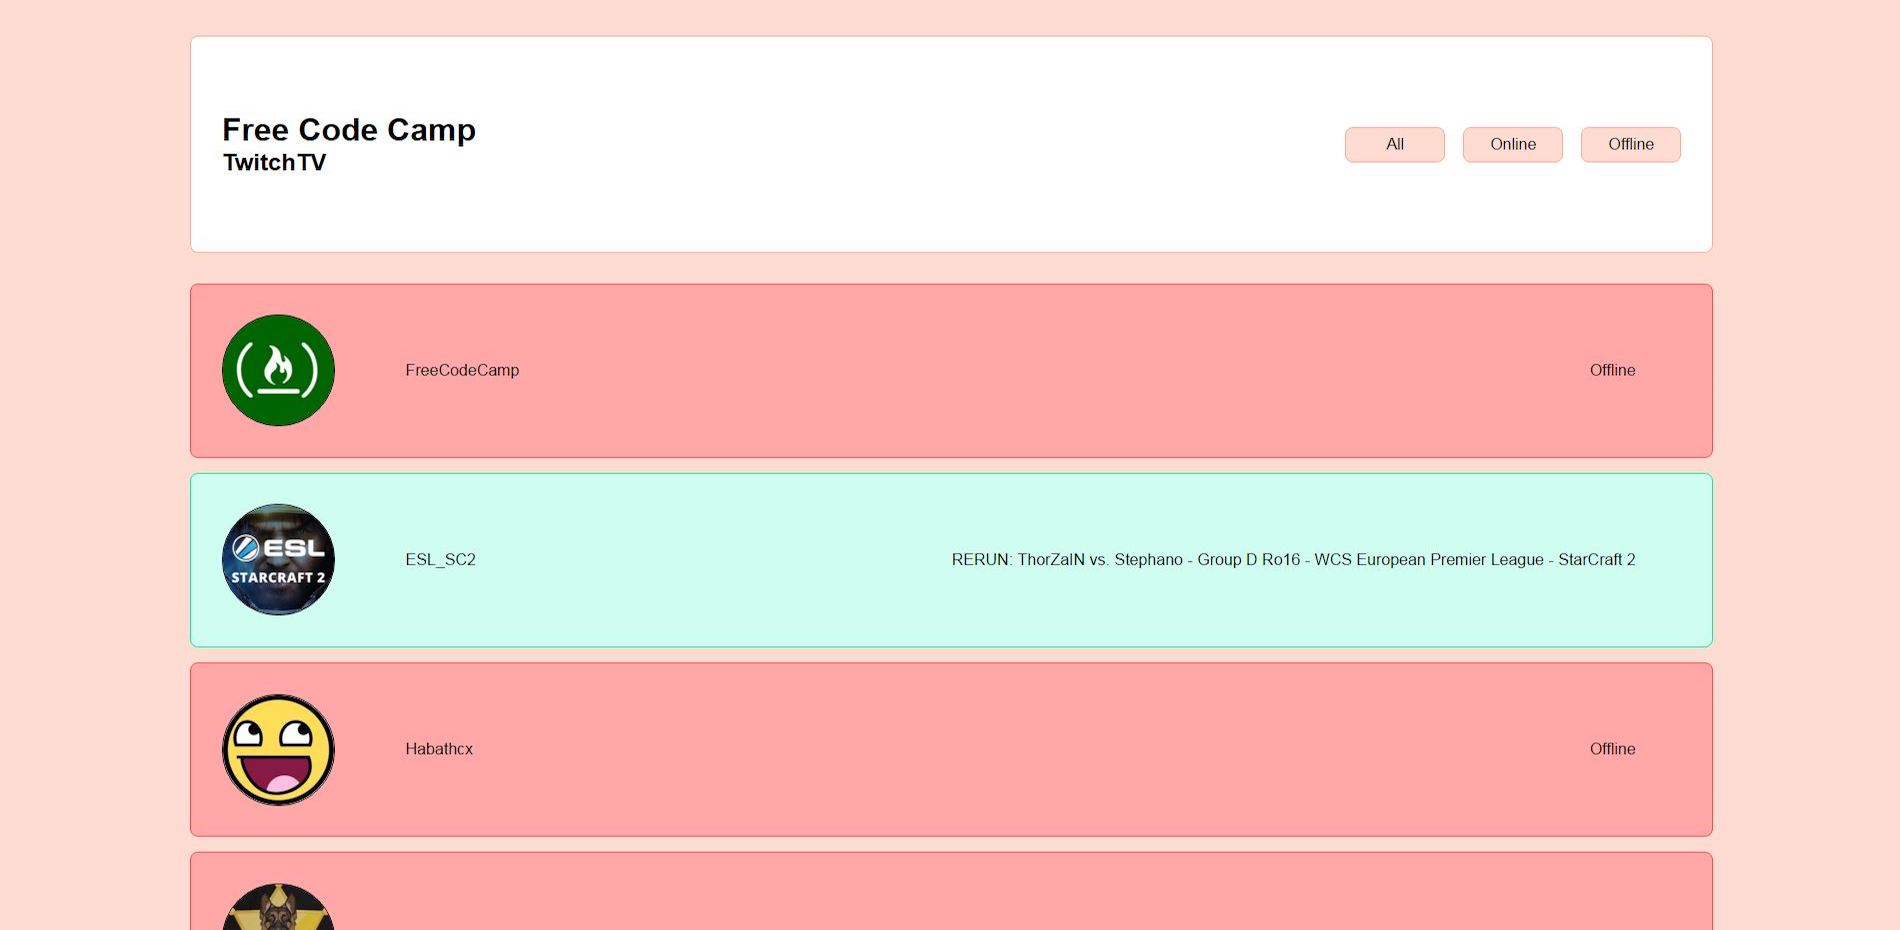 Free Code Camp
TwitchTV
All
Online
Offline
FreeCodeCamp
Offline
ESL
STARCRAFT 2
ESL_SC2
RERUN: ThorZaIN vs. Stephano - Group D Ro16 - WCS European Premier League - StarCraft 2
Habathcx
Offline